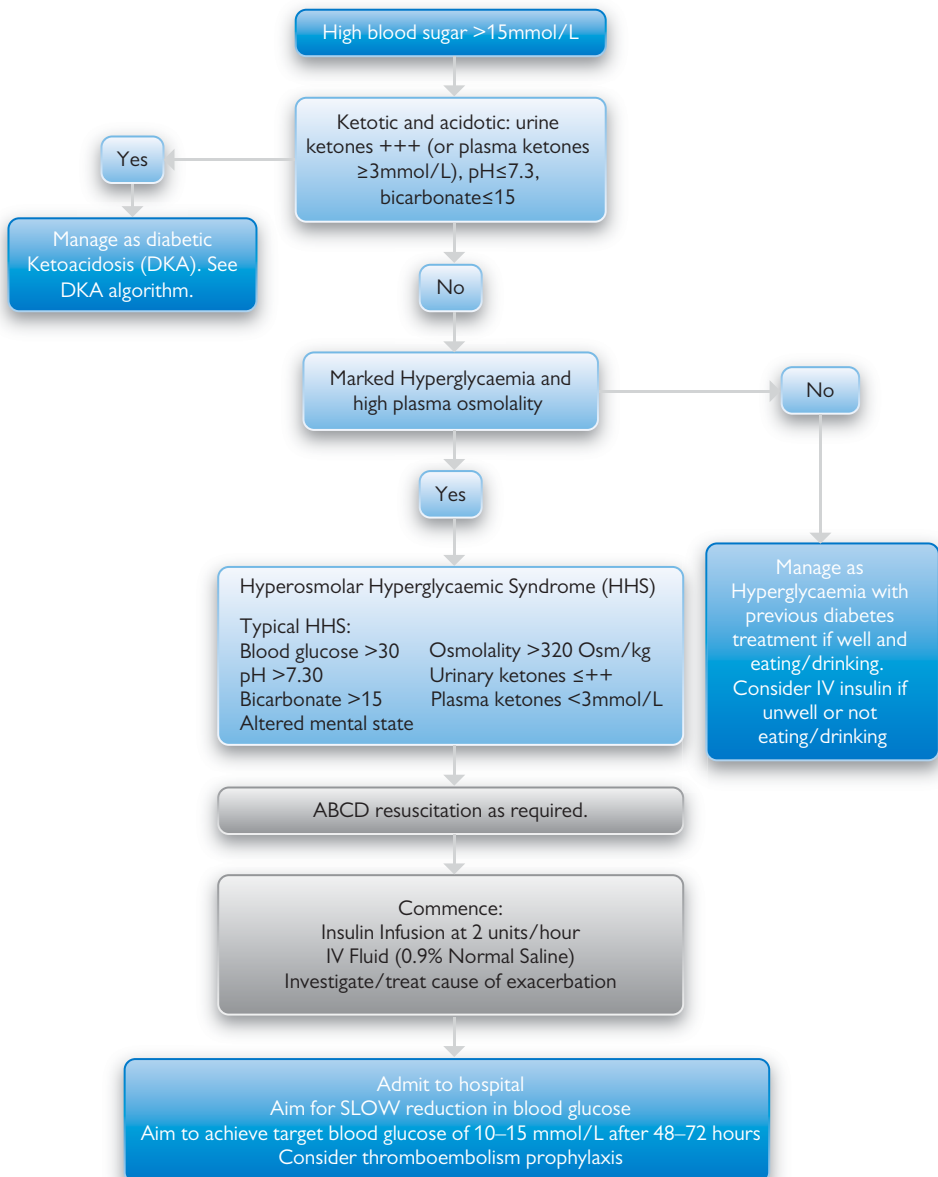 High blood sugar >15mmol/L
Ketotic and acidotic: urine
ketones +++ (or plasma ketones
≥3mmol/L), pH≤7.3,
bicarbonate≤15
Yes
Manage as diabetic
Ketoacidosis (DKA). See
DKA algorithm.
No
Marked Hyperglycaemia and
high plasma osmolality
No
Manage as
Hyperglycaemia with
previous diabetes
treatment if well and
eating/drinking.
Consider IV insulin if
unwell or not
eating/drinking
Yes
Hyperosmolar Hyperglycaemic Syndrome (HHS)
Typical HHS:
Blood glucose >30 Osmolality >320 Osm/kg
pH >7.30 Urinary ketones ≤++
Bicarbonate >15 Plasma ketones <3mmol/L
Altered mental state
ABCD resuscitation as required.
Commence:
Insulin Infusion at 2 units/hour
IV Fluid (0.9% Normal Saline)
Investigate/treat cause of exacerbation
Admit to hospital
Aim for SLOW reduction in blood glucose
Aim to achieve target blood glucose of 10–15 mmol/L after 48–72 hours
Consider thromboembolism prophylaxis